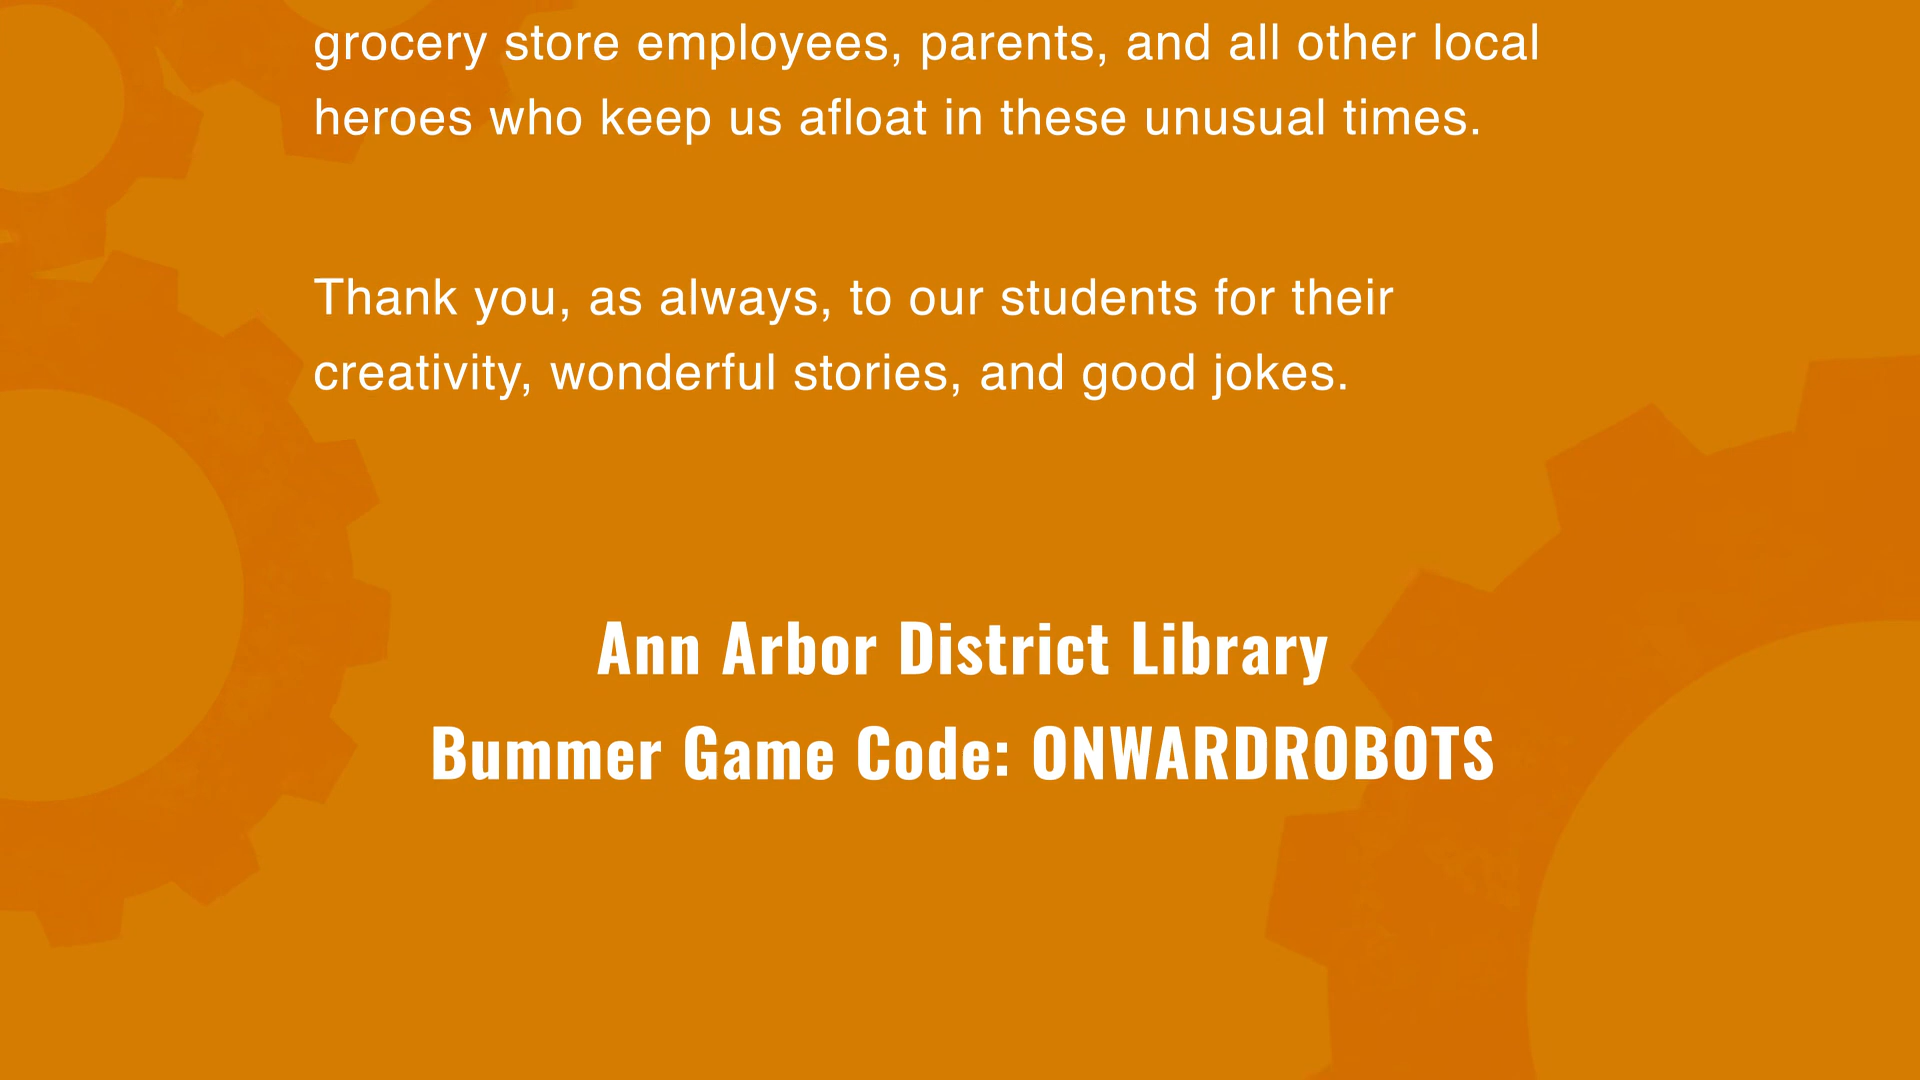 grocery store employees, parents, and all other local
heroes who keep us afloat in these unusual times.
Thank you, as always, to our students for their
creativity, wonderful stories, and good jokes.
Ann Arbor District Library
Bummer Game Code: ONWARDROBOTS